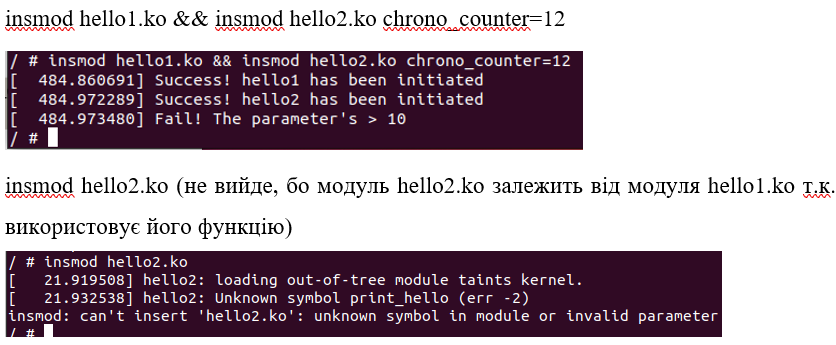 insmod hello1.ko && insmod hello2.ko chrono_counter=12
/ # insmod hello1.ko && insmod hello2.ko chrono_counter=12
[  484.860691] Success! hello1 has been initiated
[  484.972289] Success! hello2 has been initiated
[  484.973480] Fail! The parameter's > 10
/ #
insmod hello2.ko (не вийде, бо модуль hello2.ko залежить від модуля hello1.ko т.к.
використовує його функцію)
/ # insmod hello2.ko
[   21.919508] hello2: loading out-of-tree module taints kernel.
[   21.932538] hello2: Unknown symbol print_hello (err -2)
insmod: can't insert 'hello2.ko': unknown symbol in module or invalid parameter
/ #